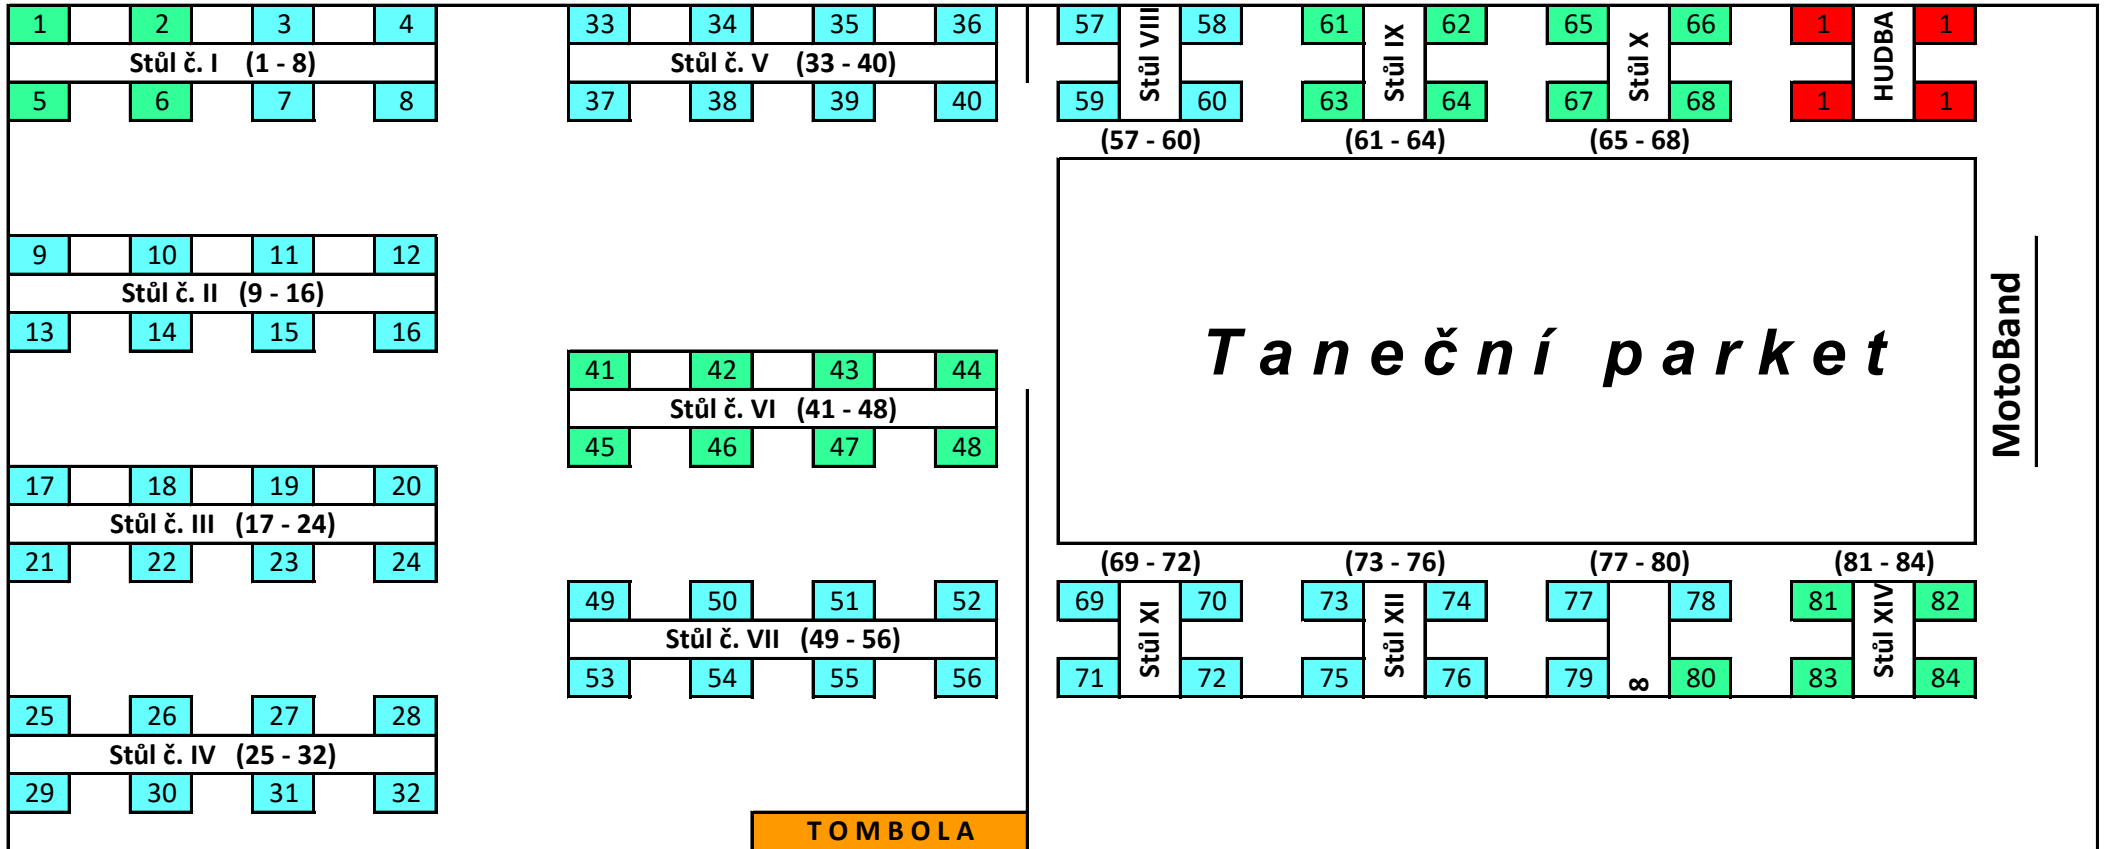 1 2 3 4
Stůl č. I (1 - 8)
5 6 7 8
9 10 11 12
Stůl č. II (9 - 16)
13 14 15 16
17 18 19 20
Stůl č. III (17 - 24)
21 22 23 24
25 26 27 28
Stůl č. IV (25 - 32)
29 30 31 32
33 34 35 36
Stůl č. V (33 - 40)
37 38 39 40
41 42 43 44
Stůl č. VI (41 - 48)
45 46 47 48
49 50 51 52
Stůl č. VII (49 - 56)
53 54 55 56
TOMBOLA
57 58
Stůl VIII
59 60
(57 - 60)
61 62
Stůl IX
63 64
(61 - 64)
65 66
Stůl X
67 68
(65 - 68)
1 1
HUDBA
1 1
Taneční parket
MotoBand
(69 - 72)
69 70
Stůl XI
71 72
(73 - 76)
73 74
Stůl XII
75 76
(77 - 80)
77 78
8
79 80
(81 - 84)
81 82
Stůl XIV
83 84